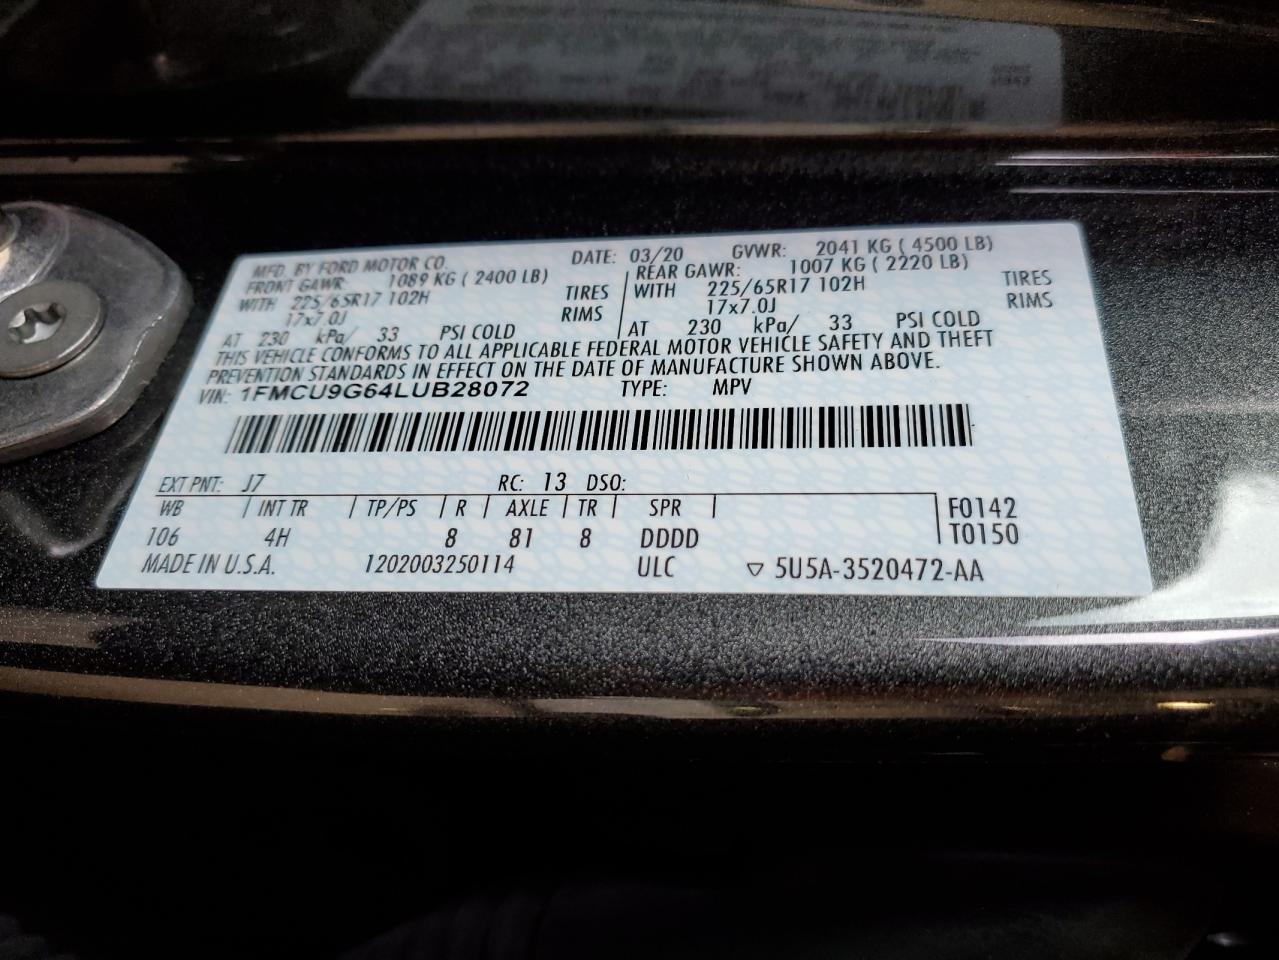 MFD. BY FORD MOTOR CO. DATE: 03/20 GVWR: 2041 KG ( 4500 LB)
FRONT GAWR: 1089 KG ( 2400 LB) REAR GAWR: 1007 KG ( 2220 LB)
WITH 225/65R17 102H TIRES WITH 225/65R17 102H TIRES
17x7.0J RIMS 17x7.0J RIMS
AT 230 kPa/ 33 PSI COLD AT 230 kPa/ 33 PSI COLD
THIS VEHICLE CONFORMS TO ALL APPLICABLE FEDERAL MOTOR VEHICLE SAFETY AND THEFT
PREVENTION STANDARDS IN EFFECT ON THE DATE OF MANUFACTURE SHOWN ABOVE.
VIN: 1FMCU9G64LUB28072 TYPE: MPV
EXT PNT: J7 RC: 13 DSO:
WB INT TR TP/PS R AXLE TR SPR F0142
106 4H 8 81 8 DDDD T0150
MADE IN U.S.A. 1202003250114 ULC ▽ 5U5A-3520472-AA